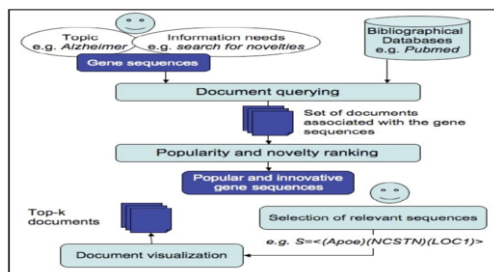 Topic
e.g. Alzheimer
Information needs
e.g. search for novelties
Gene sequences
Bibliographical
Databases
e.g. Pubmed
Document querying
Set of documents
associated with the gene
sequences
Popularity and novelty ranking
Popular and innovative
gene sequences
Top-k
documents
Selection of relevant sequences
e.g. S=<(Apoe)(NCSTN)(LOC1)>
Document visualization